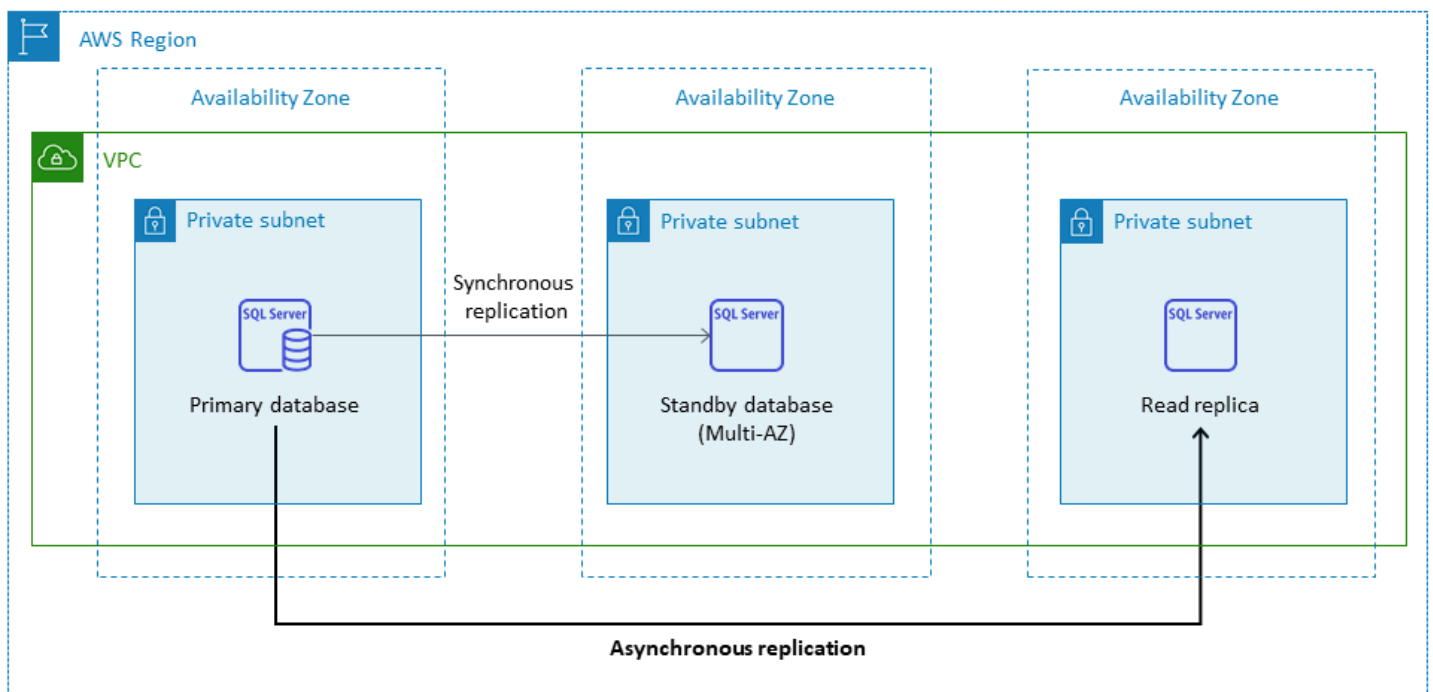 AWS Region
Availability Zone
Availability Zone
Availability Zone
VPC
Private subnet
Private subnet
Private subnet
Synchronous
replication
SQL Server
SQL Server
SQL Server
Primary database
Standby database
(Multi-AZ)
Read replica
Asynchronous replication